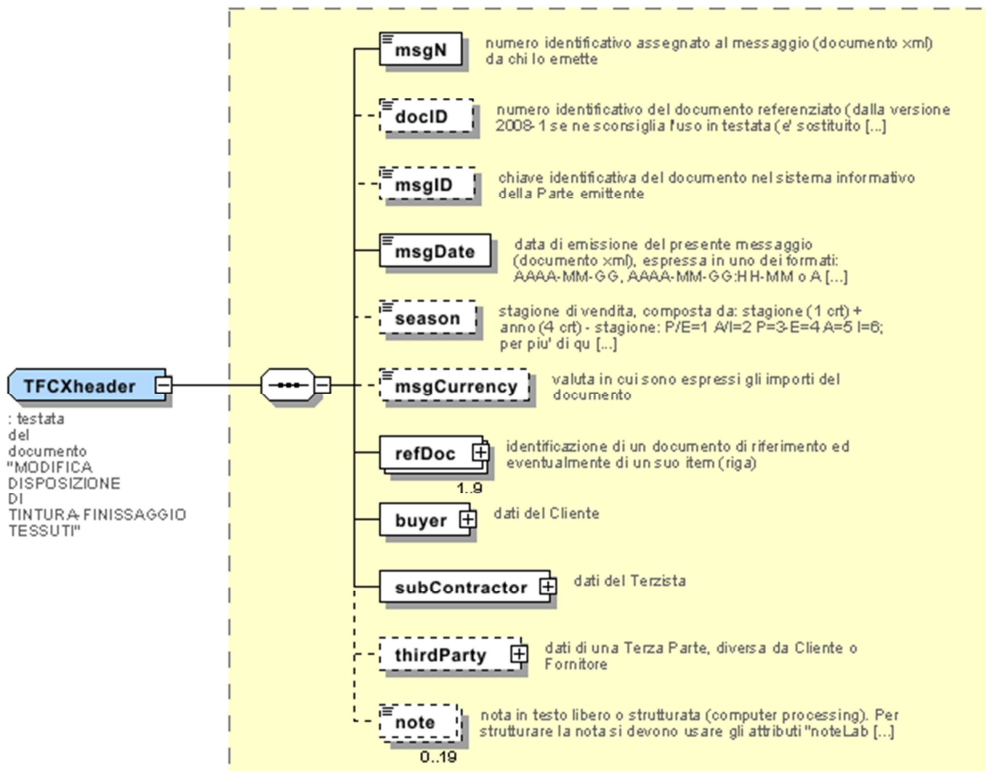 msgN
numero identificativo assegnato al messaggio (documento xml)
da chi lo emette
docID
numero identificativo del documento referenziato (dalla versione
2008-1 se ne sconsiglia l'uso in testata (e' sostituito [...]
msgID
chiave identificativa del documento nel sistema informativo
della Parte emittente
msgDate
data di emissione del presente messaggio
(documento xml), espressa in uno dei formati:
AAAA-MM-GG, AAAA-MM-GG:HH-MM o A [...]
season
stagione di vendita, composta da: stagione (1 crt) +
anno (4 crt) - stagione: P/E=1 A/I=2 P=3-E=4 A=5 I=6;
per piu' di qu [...]
TFCXheader
: testata
del
documento
"MODIFICA
DISPOSIZIONE
DI
TINTURA-FINISSAGGIO
TESSUTI"
msgCurrency
valuta in cui sono espressi gli importi del
documento
refDoc
1..9
identificazione di un documento di riferimento ed
eventualmente di un suo item (riga)
buyer
dati del Cliente
subContractor
dati del Terzista
thirdParty
dati di una Terza Parte, diversa da Cliente o
Fornitore
note
0..19
nota in testo libero o strutturata (computer processing). Per
strutturare la nota si devono usare gli attributi "noteLab [...]